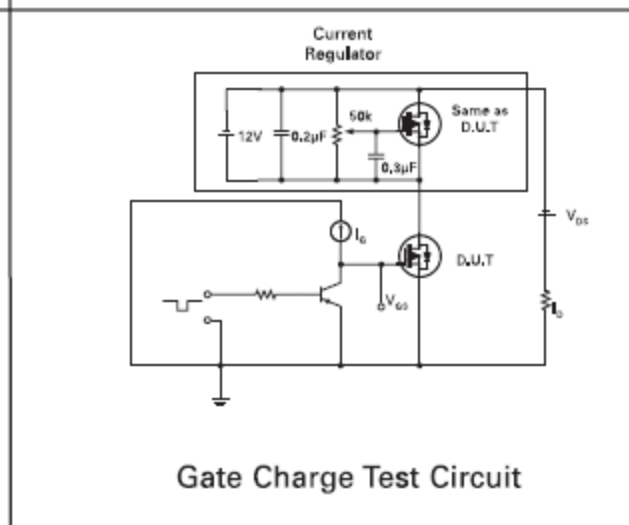 Current
Regulator
12V
0.2µF
50k
0.3µF
Same as
D.U.T
I_G
D.U.T
V_GS
V_DS
I_D
Gate Charge Test Circuit